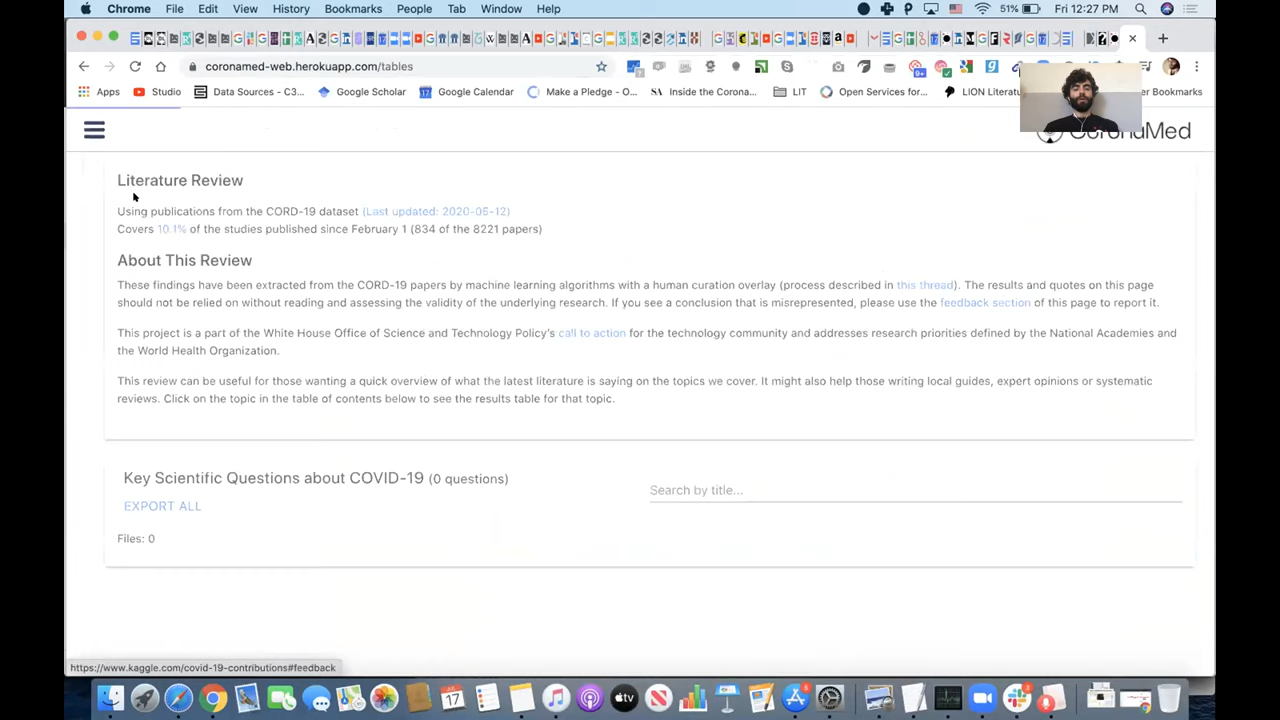 Chrome File Edit View History Bookmarks People Tab Window Help 51% Fri 12:27 PM
coronamed-web.herokuapp.com/tables
Apps Studio Data Sources - C3... Google Scholar Google Calendar Make a Pledge - O... Inside the Corona... LIT Open Services for... LION Literatu er Bookmarks
CoronaMed
Literature Review
Using publications from the CORD-19 dataset (Last updated: 2020-05-12)
Covers 10.1% of the studies published since February 1 (834 of the 8221 papers)
About This Review
These findings have been extracted from the CORD-19 papers by machine learning algorithms with a human curation overlay (process described in this thread). The results and quotes on this page
should not be relied on without reading and assessing the validity of the underlying research. If you see a conclusion that is misrepresented, please use the feedback section of this page to report it.
This project is a part of the White House Office of Science and Technology Policy's call to action for the technology community and addresses research priorities defined by the National Academies and
the World Health Organization.
This review can be useful for those wanting a quick overview of what the latest literature is saying on the topics we cover. It might also help those writing local guides, expert opinions or systematic
reviews. Click on the topic in the table of contents below to see the results table for that topic.
Key Scientific Questions about COVID-19 (0 questions)
Search by title...
EXPORT ALL
Files: 0
https://www.kaggle.com/covid-19-contributions#feedback